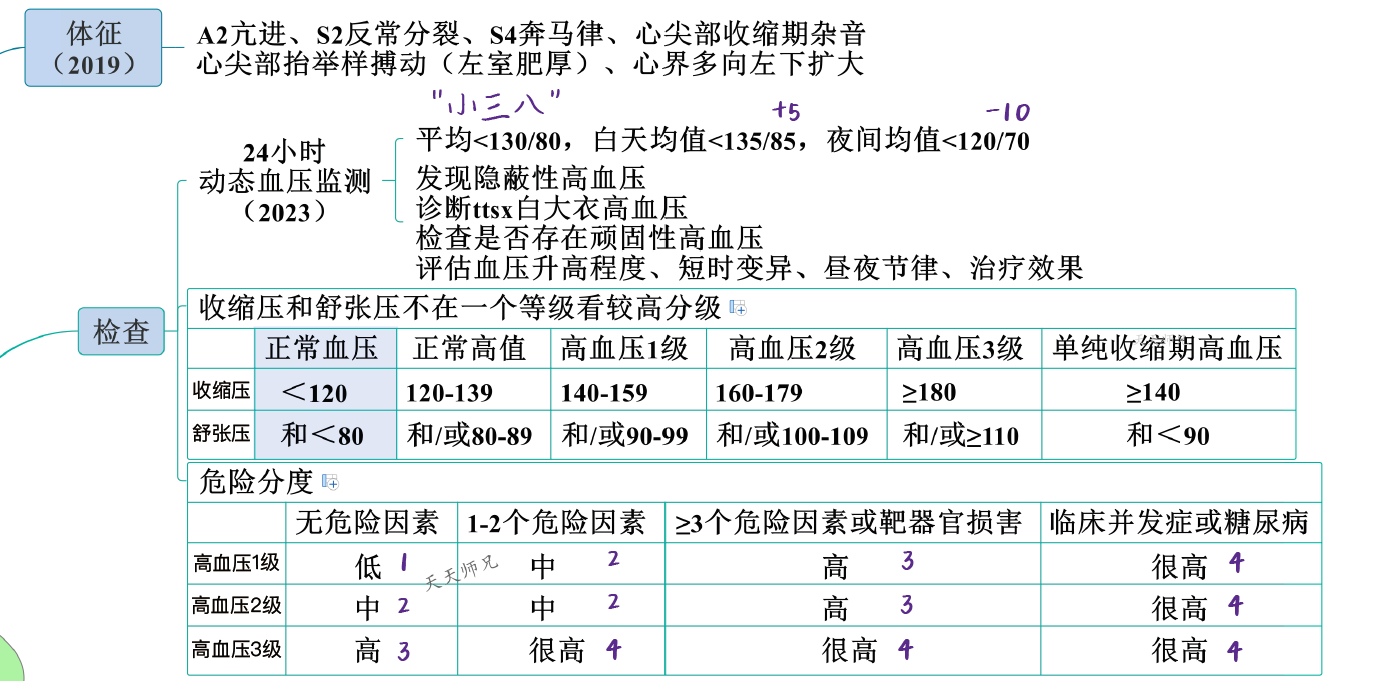 体征
（2019）
A2亢进、S2反常分裂、S4奔马律、心尖部收缩期杂音
心尖部抬举样搏动（左室肥厚）、心界多向左下扩大
"小三八" +5 -10
24小时
动态血压监测
（2023）
平均<130/80，白天均值<135/85，夜间均值<120/70
发现隐蔽性高血压
诊断ttsx白大衣高血压
检查是否存在顽固性高血压
评估血压升高程度、短时变异、昼夜节律、治疗效果
检查
收缩压和舒张压不在一个等级看较高分级
正常血压 正常高值 高血压1级 高血压2级 高血压3级 单纯收缩期高血压
收缩压 ＜120 120-139 140-159 160-179 ≥180 ≥140
舒张压 和＜80 和/或80-89 和/或90-99 和/或100-109 和/或≥110 和＜90
危险分度
无危险因素 1-2个危险因素 ≥3个危险因素或靶器官损害 临床并发症或糖尿病
高血压1级 低 1 中 2 高 3 很高 4
天天师兄
高血压2级 中 2 中 2 高 3 很高 4
高血压3级 高 3 很高 4 很高 4 很高 4